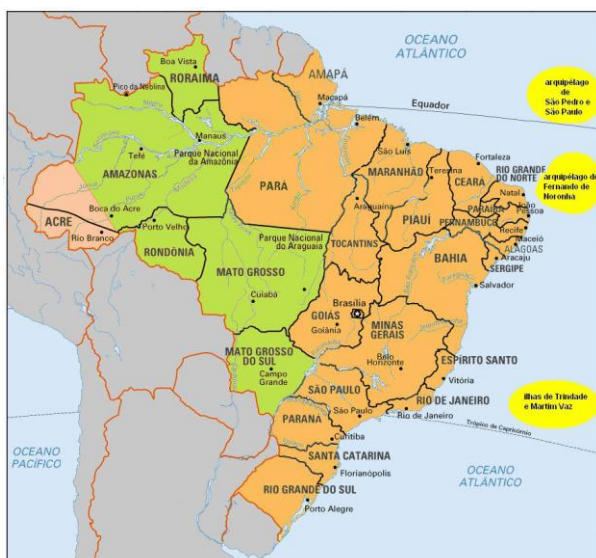 OCEANO
ATLÂNTICO
Boa Vista
RORAIMA
AMAPÁ
arquipélago
de
São Pedro e
São Paulo
Pico da Neblina
Macapá
Equador
Belém
Manaus
Parque Nacional
da Amazônia
Tefé
AMAZONAS
PARÁ
São Luís
MARANHÃO
Teresina
Fortaleza
CEARÁ
RIO GRANDE
DO NORTE
Natal
arquipélago de
Fernando de
Noronha
PARAÍBA
João
Pessoa
PERNAMBUCO
Recife
ALAGOAS
Maceió
Aracaju
SERGIPE
PIAUÍ
Araguaína
ACRE
Boca do Acre
Rio Branco
Porto Velho
RONDÔNIA
Parque Nacional
do Araguaia
MATO GROSSO
Cuiabá
TOCANTINS
BAHIA
Salvador
Brasília
GOIÁS
Goiânia
MINAS
GERAIS
Belo
Horizonte
MATO GROSSO
DO SUL
Campo
Grande
ESPÍRITO SANTO
Vitória
SÃO PAULO
São Paulo
RIO DE JANEIRO
Rio de Janeiro
ilhas de Trindade
e Martim Vaz
Trópico de Capricórnio
PARANÁ
Curitiba
SANTA CATARINA
Florianópolis
RIO GRANDE DO SUL
Porto Alegre
OCEANO
PACÍFICO
OCEANO
ATLÂNTICO